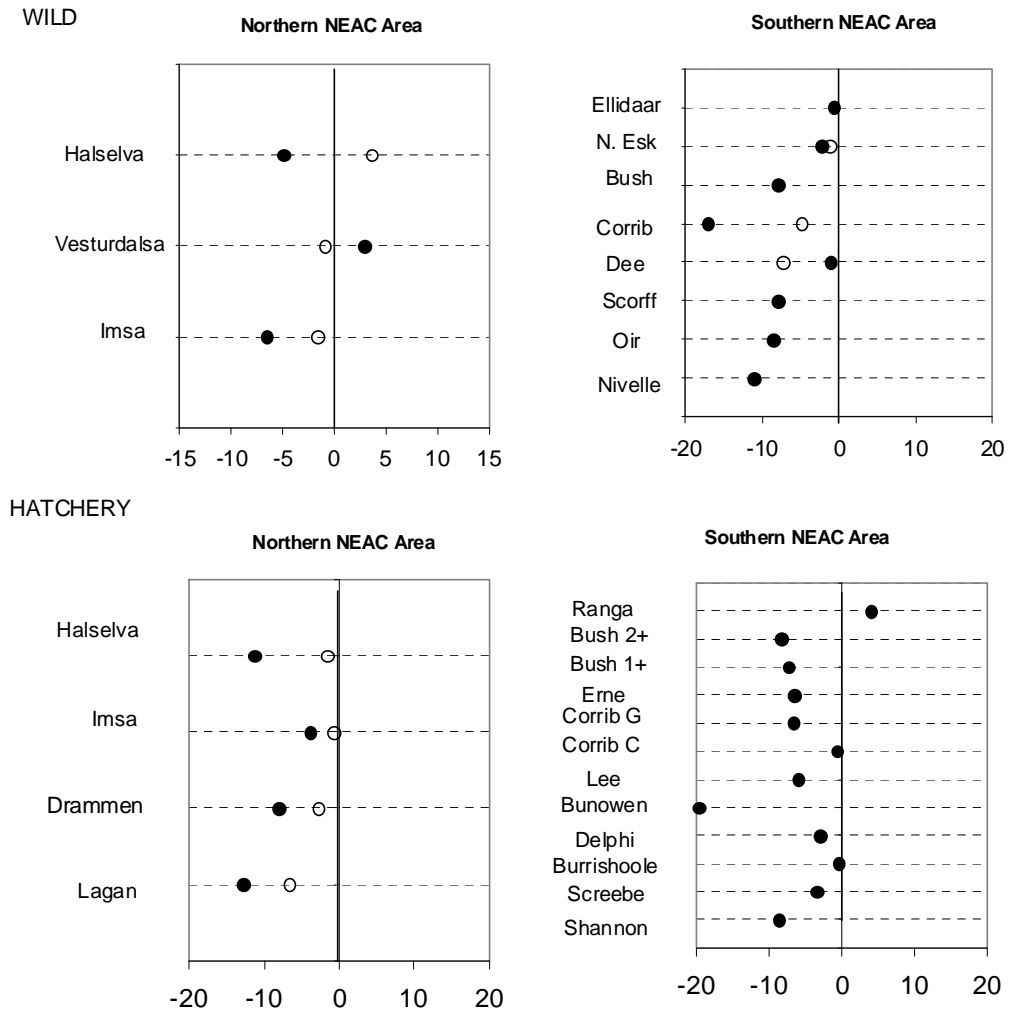 WILD
Northern NEAC Area
Halselva
Vesturdalsa
Imsa
-15 -10 -5 0 5 10 15
Southern NEAC Area
Ellidaar
N. Esk
Bush
Corrib
Dee
Scorff
Oir
Nivelle
-20 -10 0 10 20
HATCHERY
Northern NEAC Area
Halselva
Imsa
Drammen
Lagan
-20 -10 0 10 20
Southern NEAC Area
Ranga
Bush 2+
Bush 1+
Erne
Corrib G
Corrib C
Lee
Bunowen
Delphi
Burrishoole
Screebe
Shannon
-20 -10 0 10 20